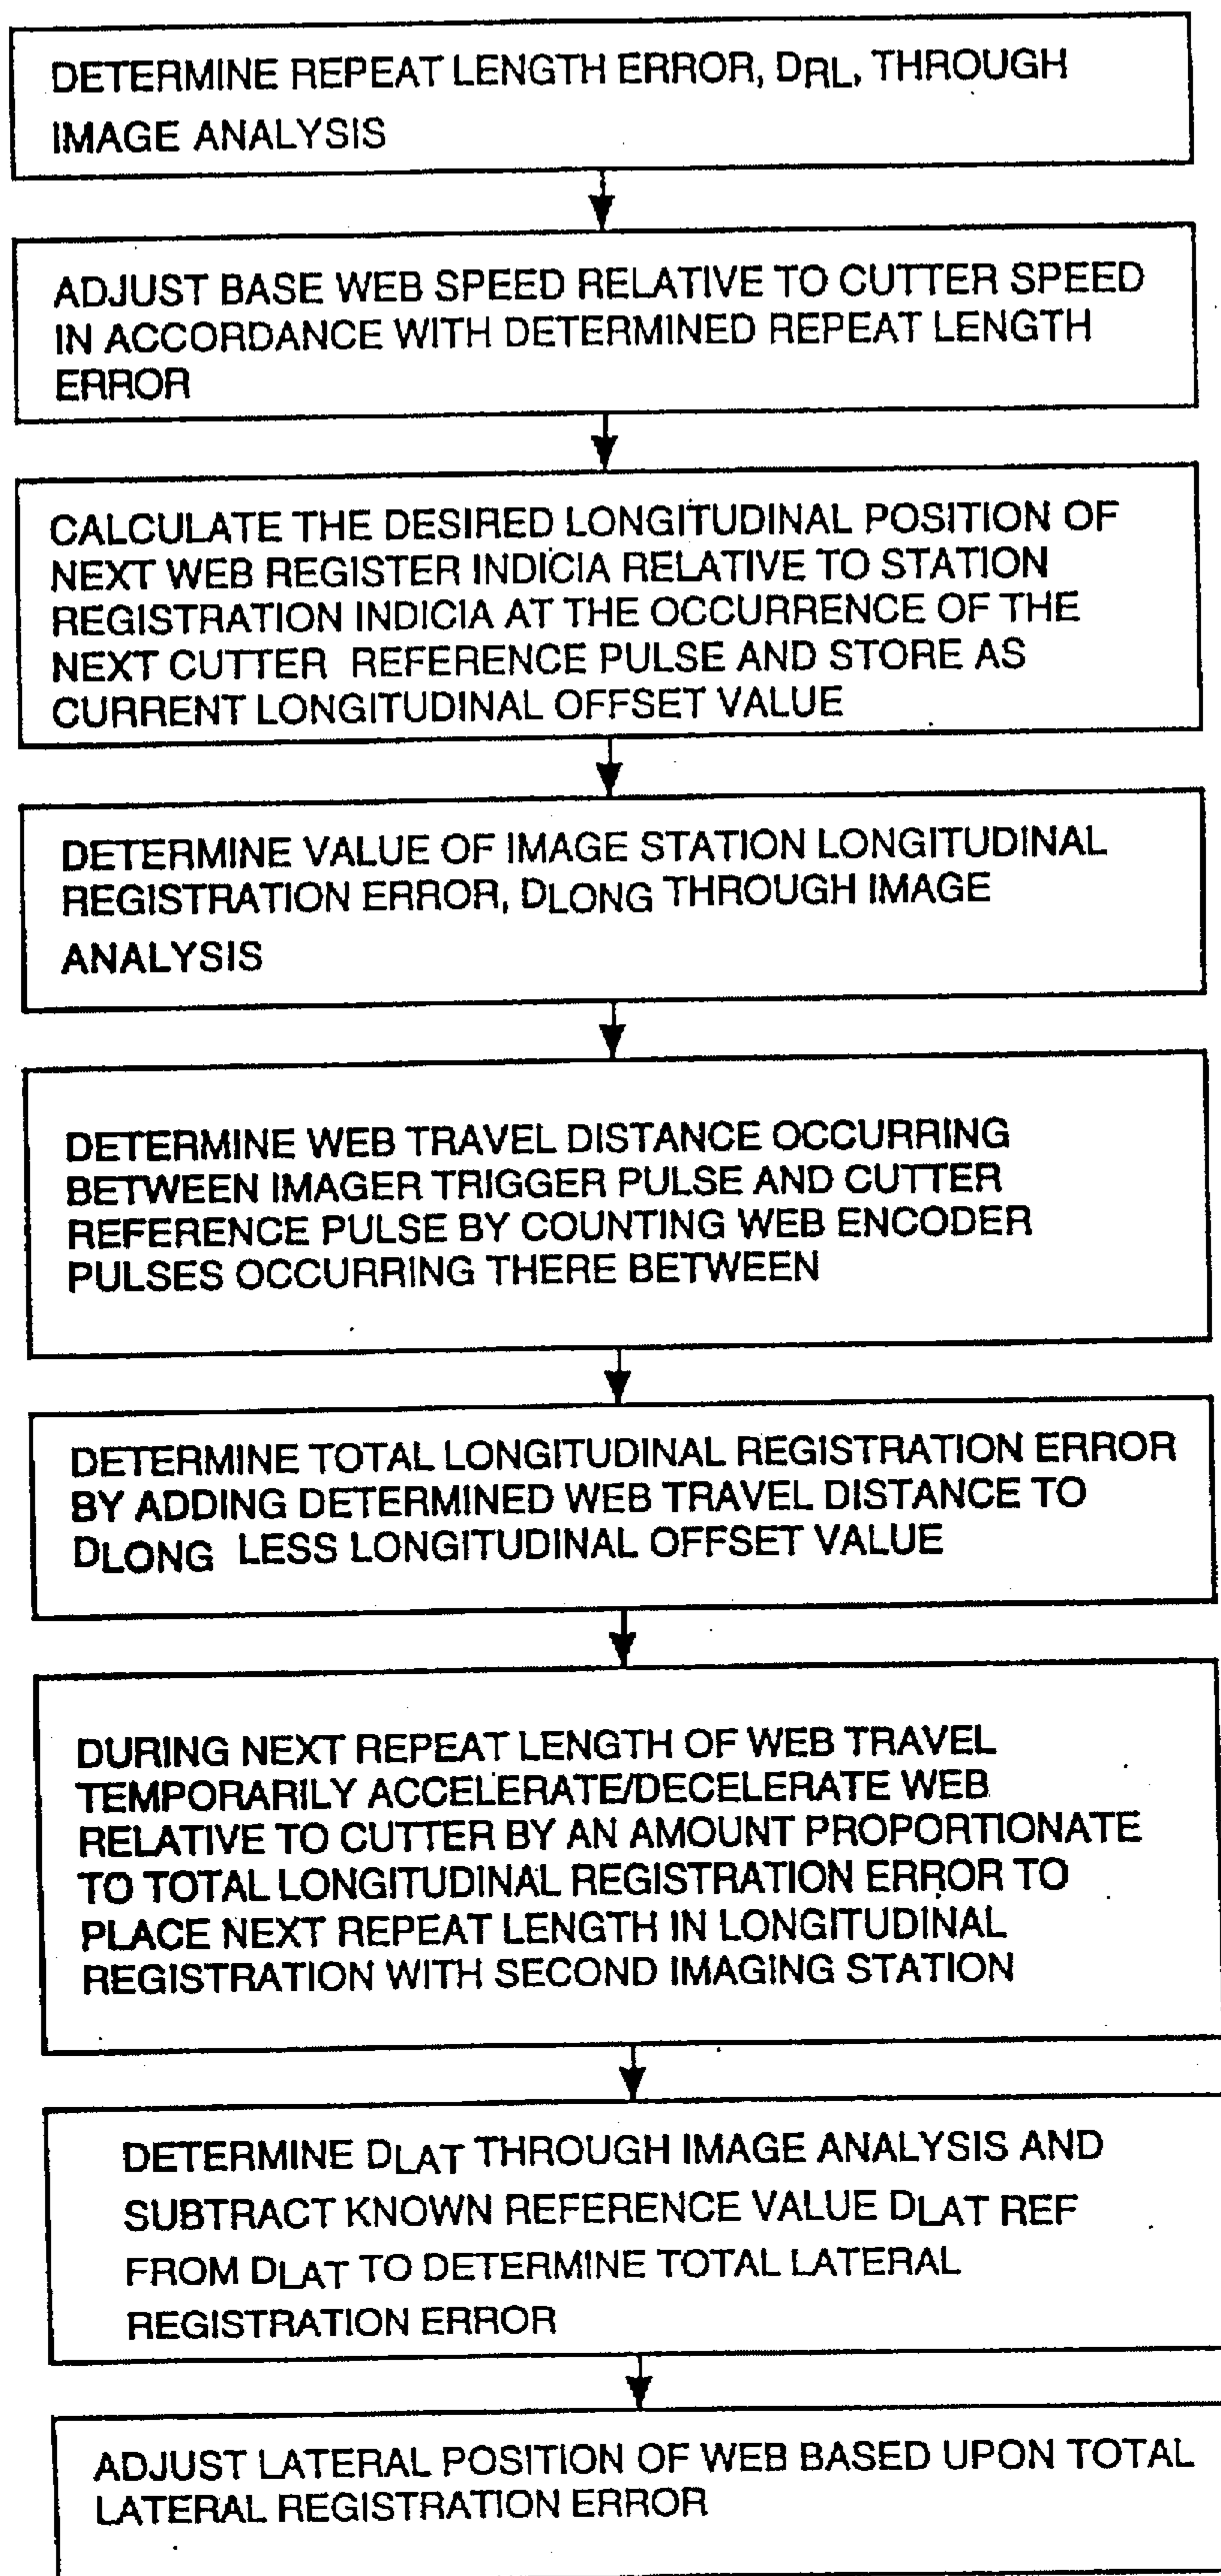 DETERMINE REPEAT LENGTH ERROR, DRL, THROUGH
IMAGE ANALYSIS
ADJUST BASE WEB SPEED RELATIVE TO CUTTER SPEED
IN ACCORDANCE WITH DETERMINED REPEAT LENGTH
ERROR
CALCULATE THE DESIRED LONGITUDINAL POSITION OF
NEXT WEB REGISTER INDICIA RELATIVE TO STATION
REGISTRATION INDICIA AT THE OCCURRENCE OF THE
NEXT CUTTER REFERENCE PULSE AND STORE AS
CURRENT LONGITUDINAL OFFSET VALUE
DETERMINE VALUE OF IMAGE STATION LONGITUDINAL
REGISTRATION ERROR, DLONG THROUGH IMAGE
ANALYSIS
DETERMINE WEB TRAVEL DISTANCE OCCURRING
BETWEEN IMAGER TRIGGER PULSE AND CUTTER
REFERENCE PULSE BY COUNTING WEB ENCODER
PULSES OCCURRING THERE BETWEEN
DETERMINE TOTAL LONGITUDINAL REGISTRATION ERROR
BY ADDING DETERMINED WEB TRAVEL DISTANCE TO
DLONG LESS LONGITUDINAL OFFSET VALUE
DURING NEXT REPEAT LENGTH OF WEB TRAVEL
TEMPORARILY ACCELERATE/DECELERATE WEB
RELATIVE TO CUTTER BY AN AMOUNT PROPORTIONATE
TO TOTAL LONGITUDINAL REGISTRATION ERROR TO
PLACE NEXT REPEAT LENGTH IN LONGITUDINAL
REGISTRATION WITH SECOND IMAGING STATION
DETERMINE DLAT THROUGH IMAGE ANALYSIS AND
SUBTRACT KNOWN REFERENCE VALUE DLAT REF
FROM DLAT TO DETERMINE TOTAL LATERAL
REGISTRATION ERROR
ADJUST LATERAL POSITION OF WEB BASED UPON TOTAL
LATERAL REGISTRATION ERROR